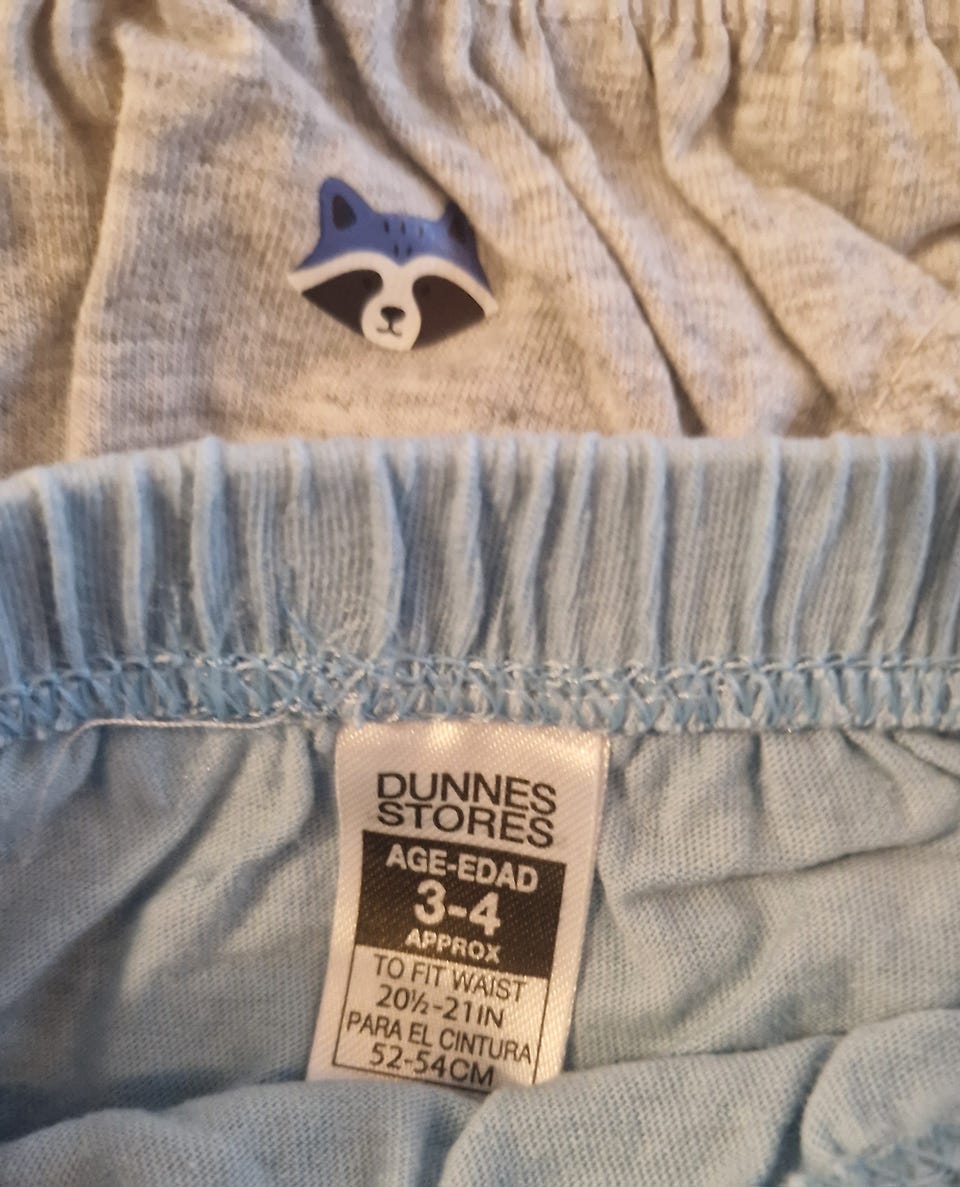 DUNNES
STORES
AGE-EDAD
3-4
APPROX
TO FIT WAIST
20½-21IN
PARA EL CINTURA
52-54CM